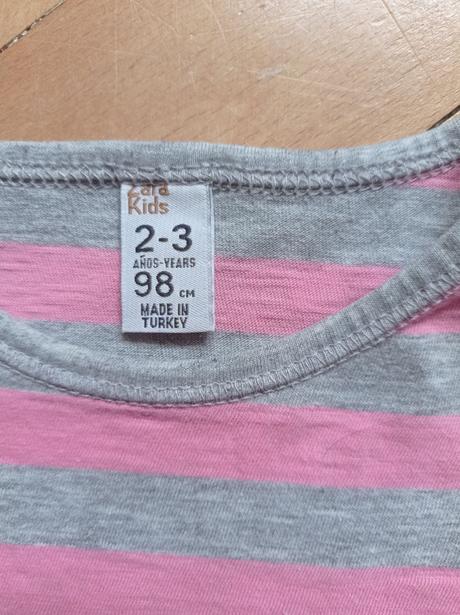 Zara
Kids
2-3
AÑOS-YEARS
98 CM
MADE IN
TURKEY